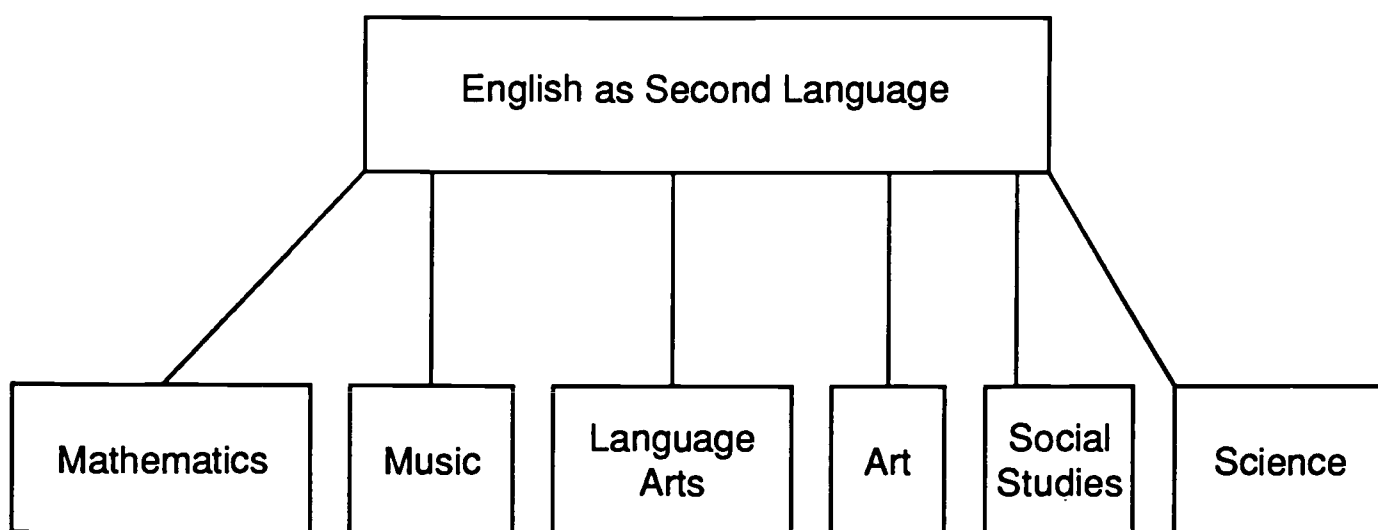 English as Second Language
Mathematics
Music
Language
Arts
Art
Social
Studies
Science